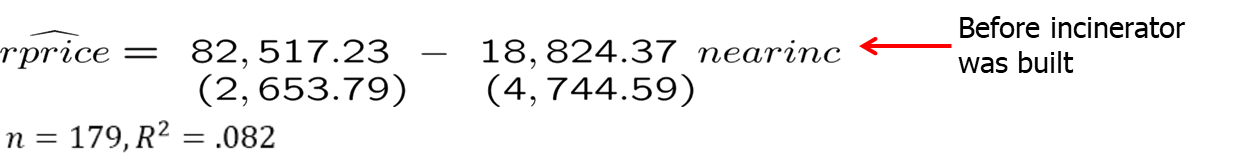 \widehat{rprice} = 82,517.23 − 18,824.37 nearinc
(2,653.79) (4,744.59)
n = 179, R² = .082
Before incinerator
was built